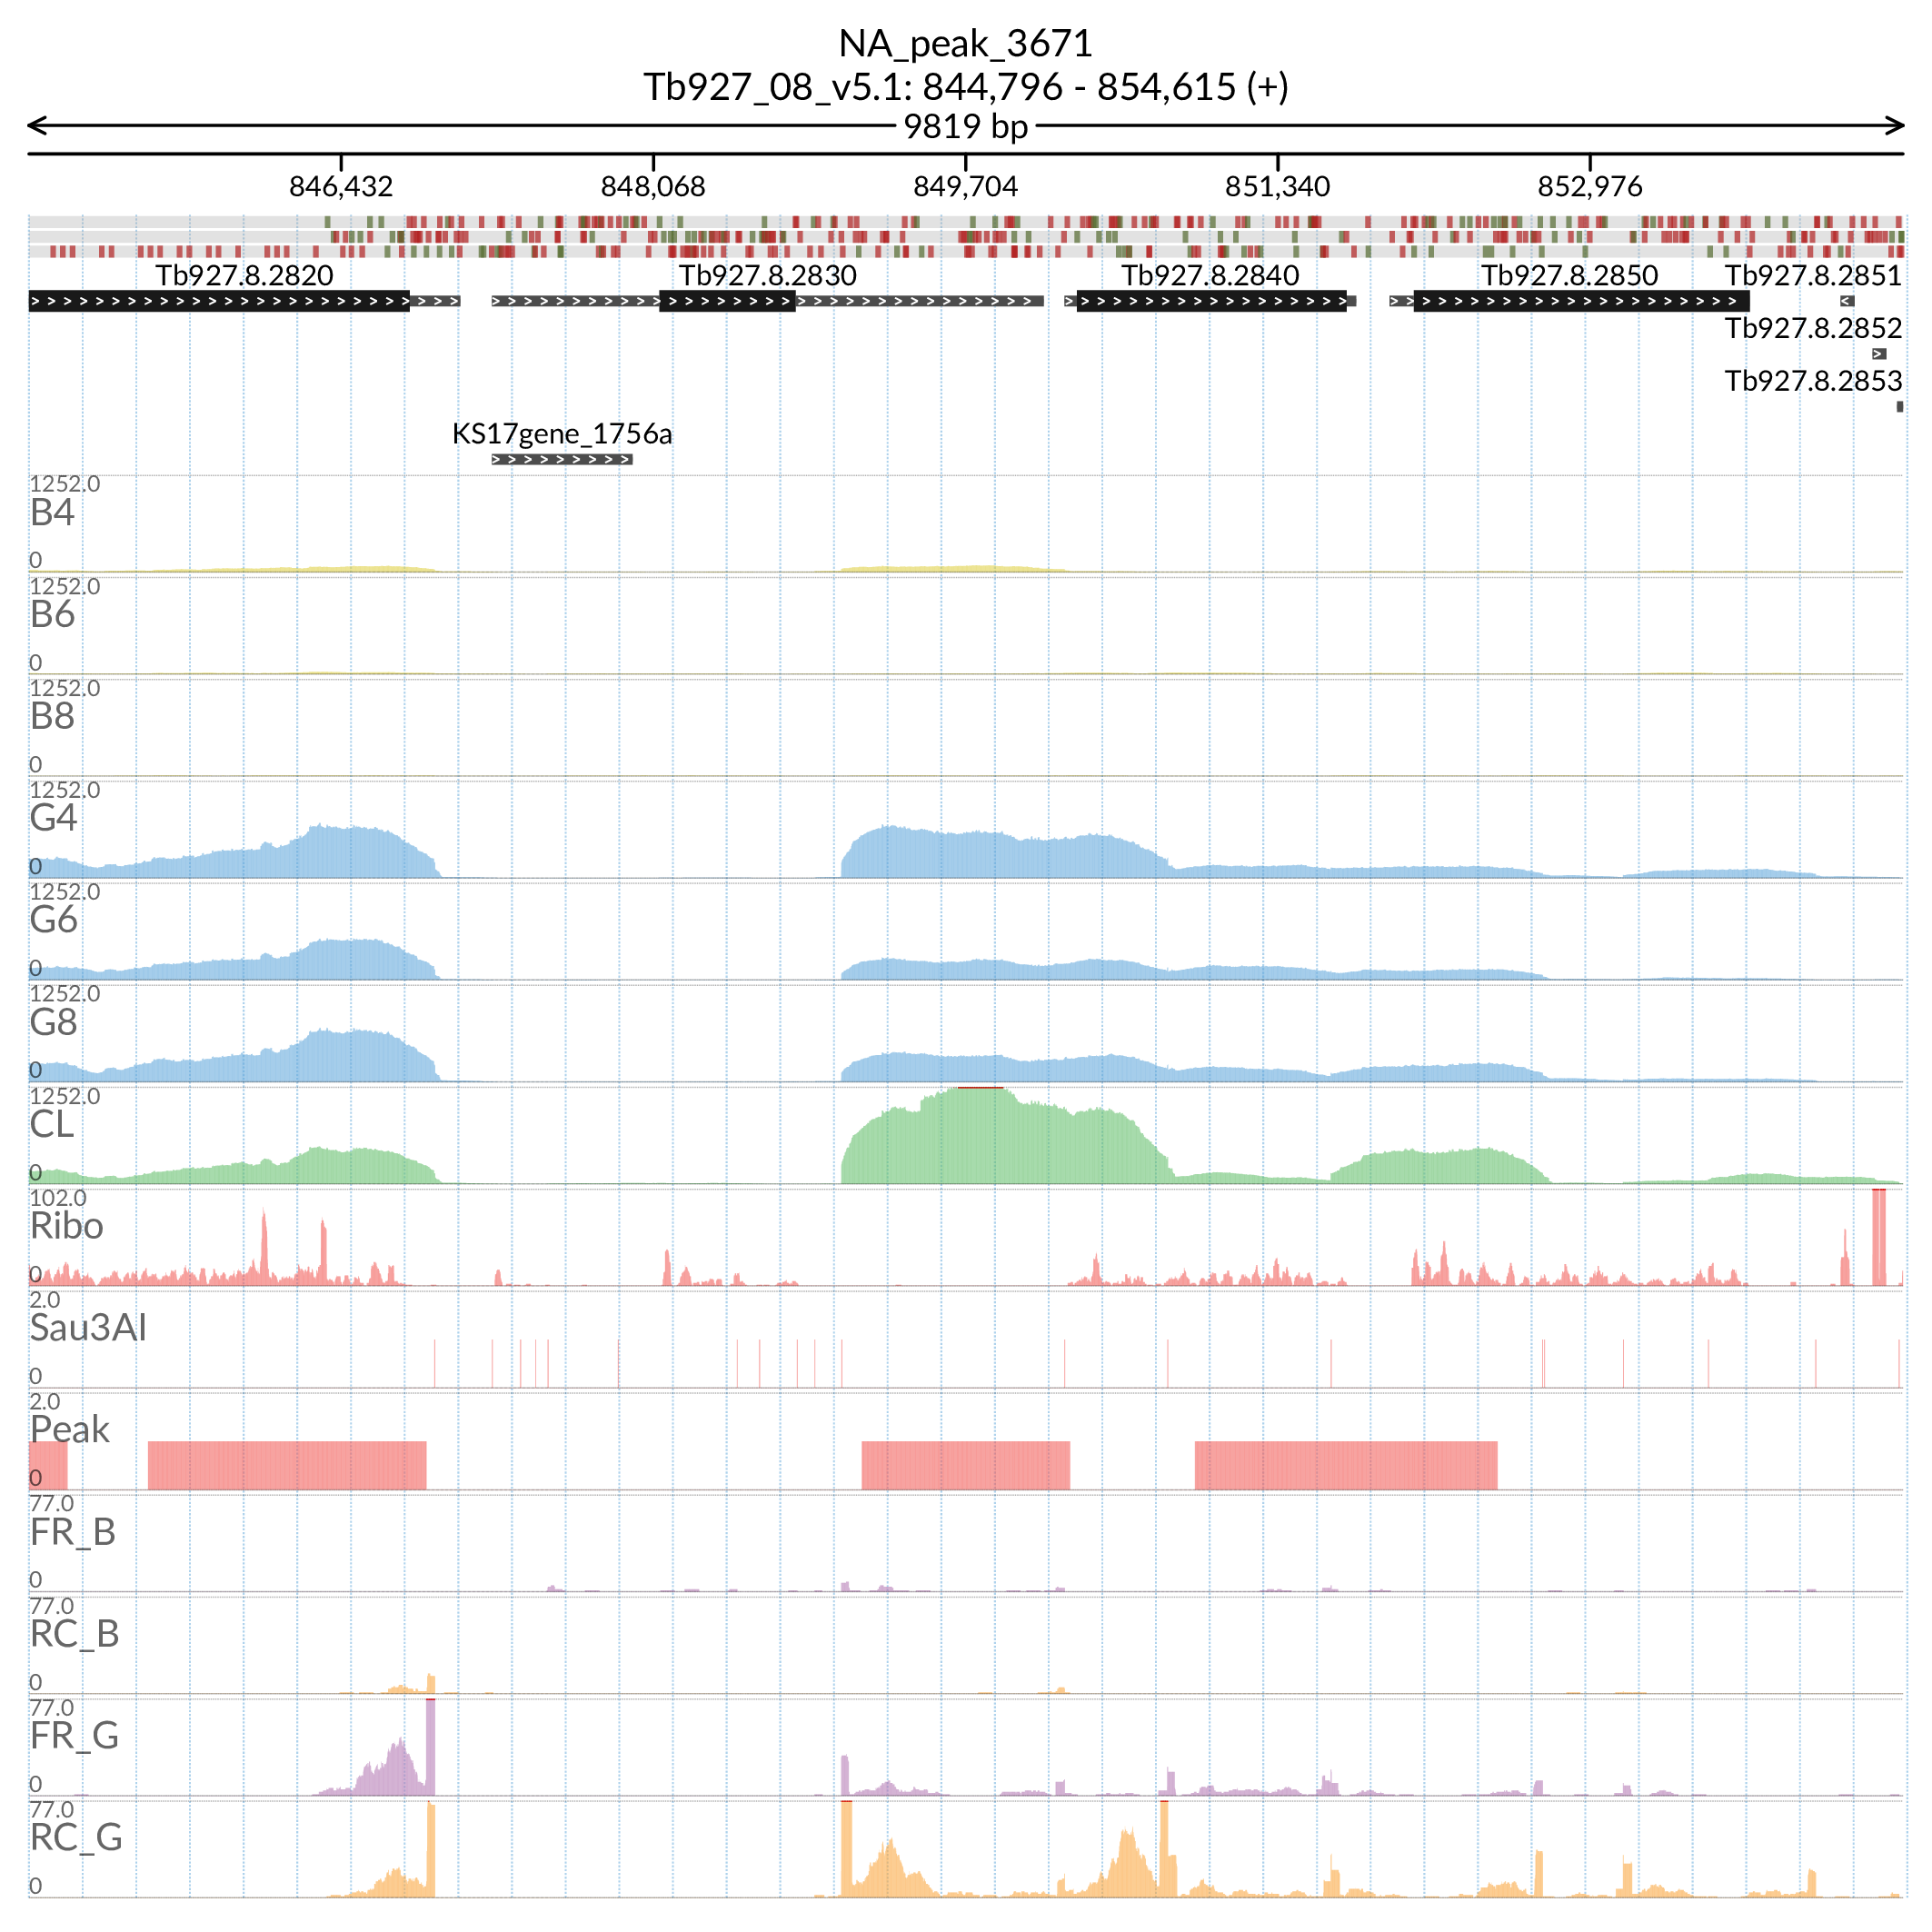 NA_peak_3671
Tb927_08_v5.1: 844,796 - 854,615 (+)
9819 bp
846,432 848,068 849,704 851,340 852,976
Tb927.8.2820 Tb927.8.2830 Tb927.8.2840 Tb927.8.2850 Tb927.8.2851
Tb927.8.2852
Tb927.8.2853
KS17gene_1756a
1252.0
B4
0
1252.0
B6
0
1252.0
B8
0
1252.0
G4
0
1252.0
G6
0
1252.0
G8
0
1252.0
CL
0
102.0
Ribo
0
2.0
Sau3AI
0
2.0
Peak
0
77.0
FR_B
0
77.0
RC_B
0
77.0
FR_G
0
77.0
RC_G
0